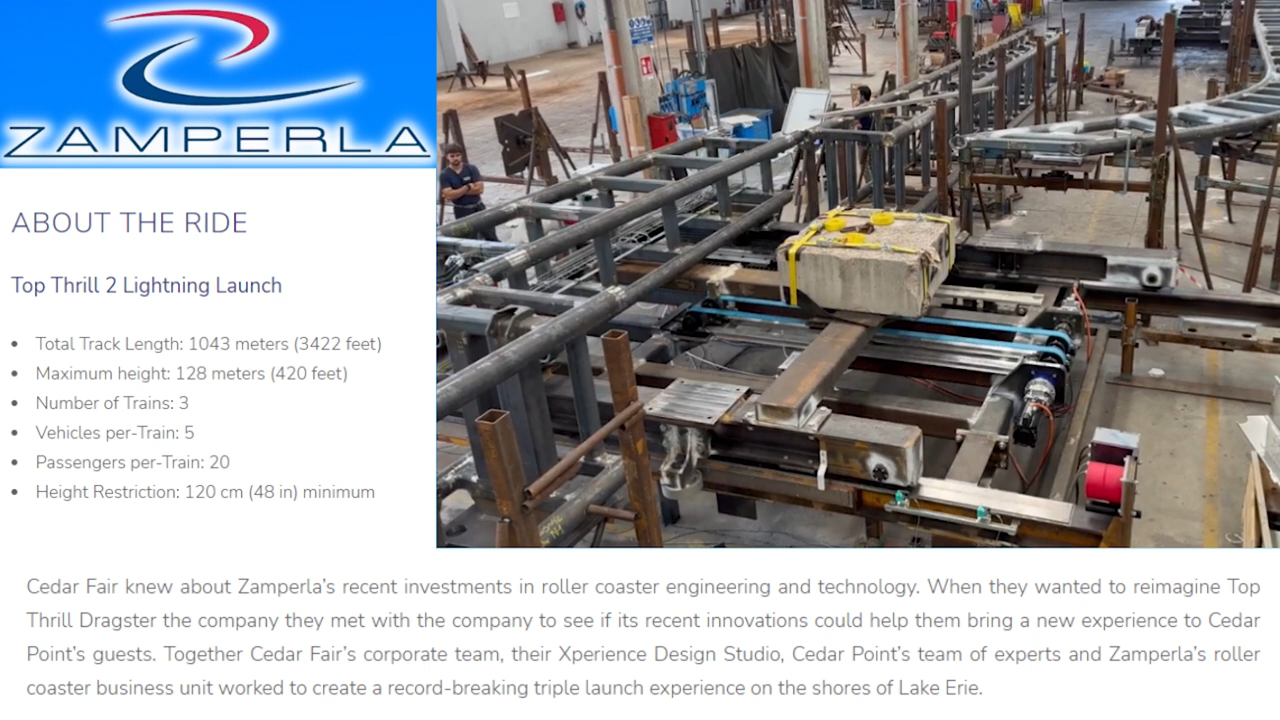 ZAMPERLA
ABOUT THE RIDE
Top Thrill 2 Lightning Launch
• Total Track Length: 1043 meters (3422 feet)
• Maximum height: 128 meters (420 feet)
• Number of Trains: 3
• Vehicles per-Train: 5
• Passengers per-Train: 20
• Height Restriction: 120 cm (48 in) minimum
Cedar Fair knew about Zamperla’s recent investments in roller coaster engineering and technology. When they wanted to reimagine Top
Thrill Dragster the company they met with the company to see if its recent innovations could help them bring a new experience to Cedar
Point’s guests. Together Cedar Fair’s corporate team, their Xperience Design Studio, Cedar Point’s team of experts and Zamperla’s roller
coaster business unit worked to create a record-breaking triple launch experience on the shores of Lake Erie.